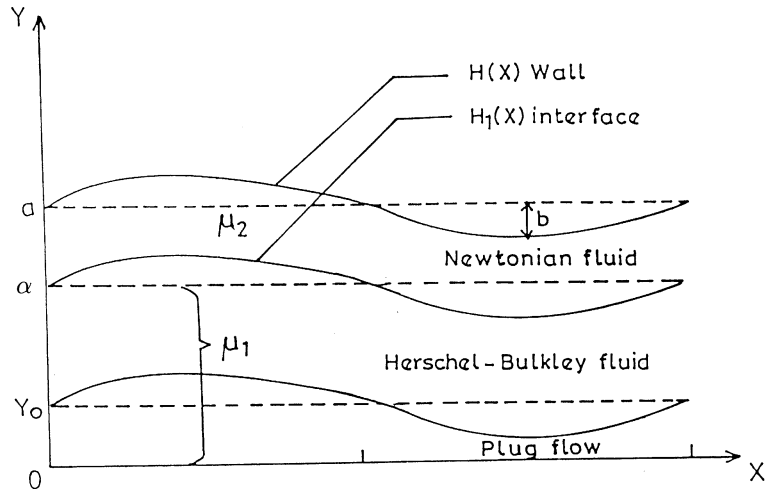 Y
H(X) Wall
H₁(X) interface
a
μ₂
b
Newtonian fluid
α
μ₁
Herschel-Bulkley fluid
Y₀
Plug flow
0
X